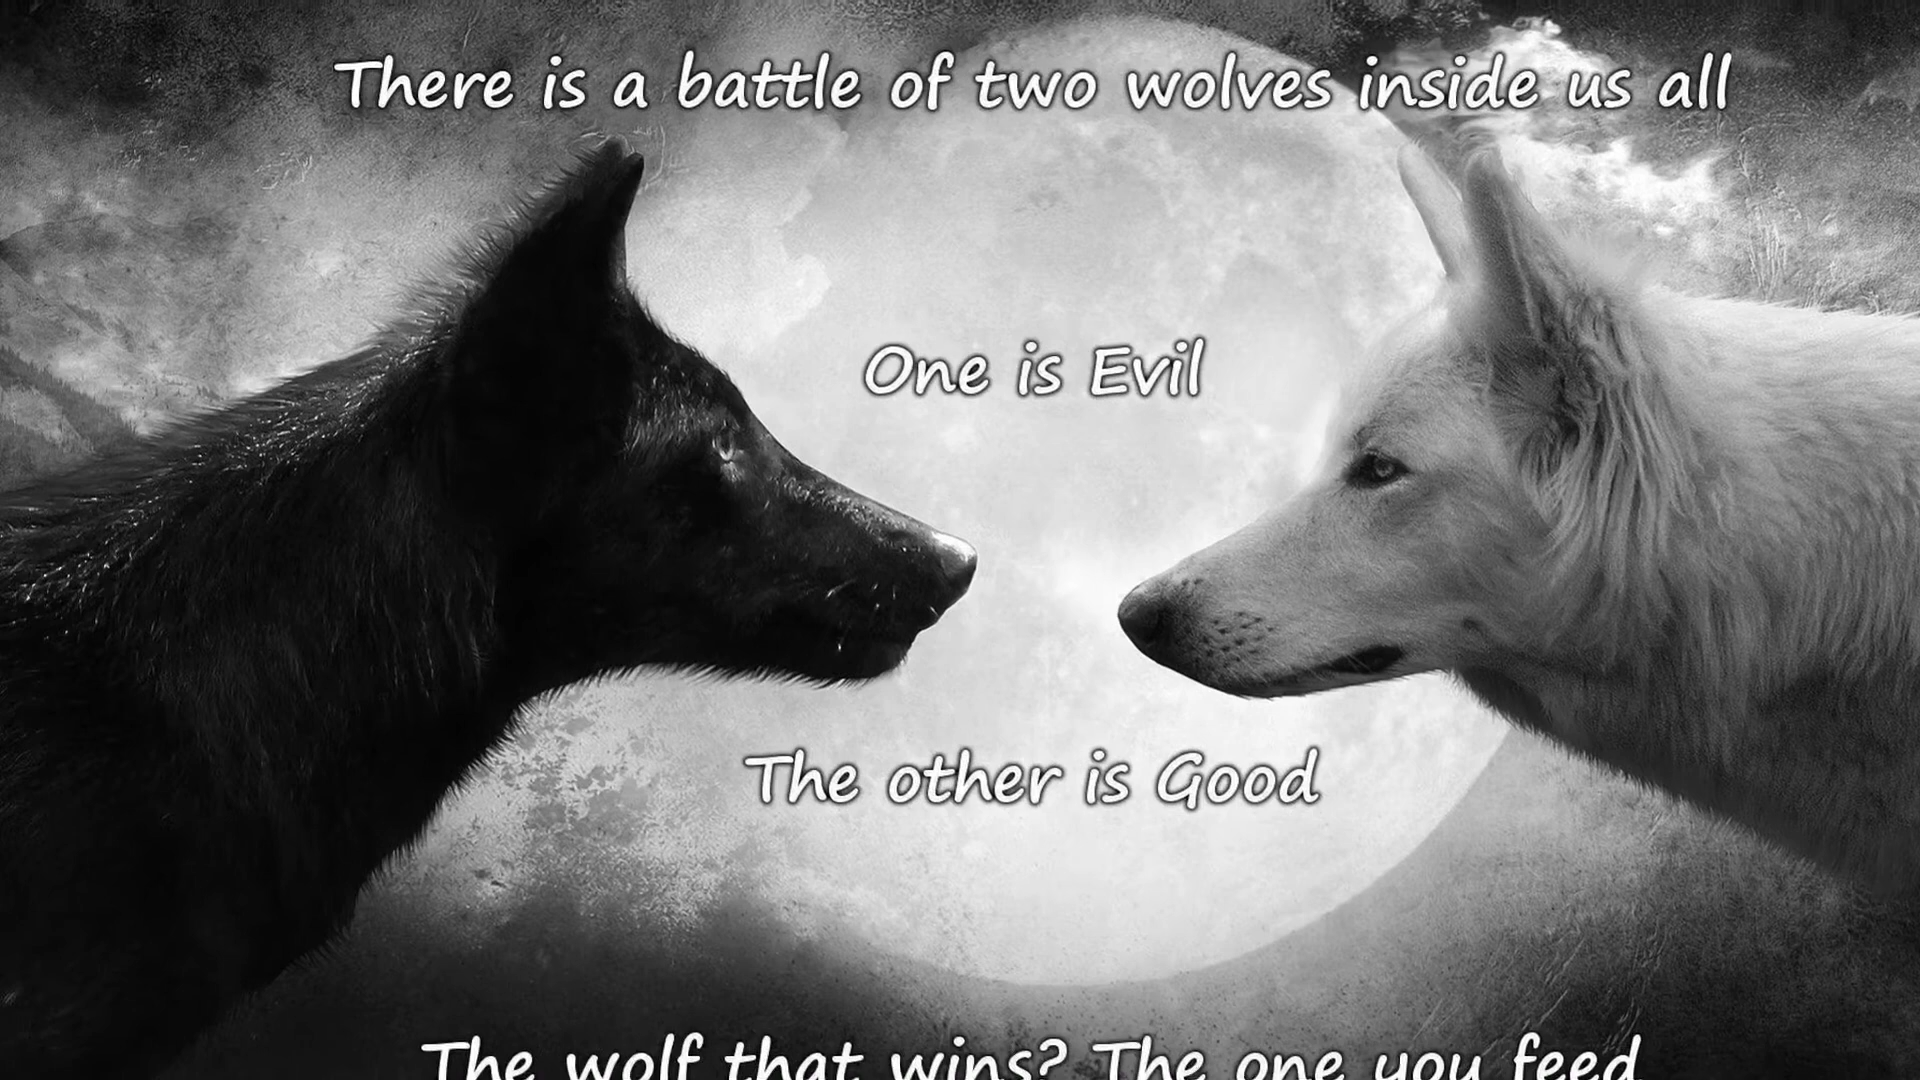 There is a battle of two wolves inside us all
One is Evil
The other is Good
The wolf that wins? The one you feed